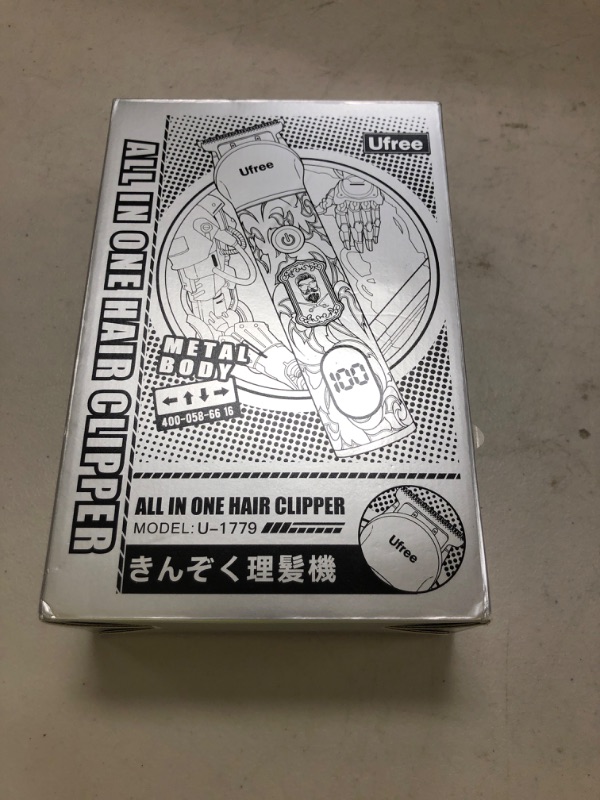 Ufree
Ufree
METAL
BODY
400-058-66 16
100
ALL IN ONE HAIR CLIPPER
ALL IN ONE HAIR CLIPPER
MODEL:U-1779
Ufree
きんぞく理髪機